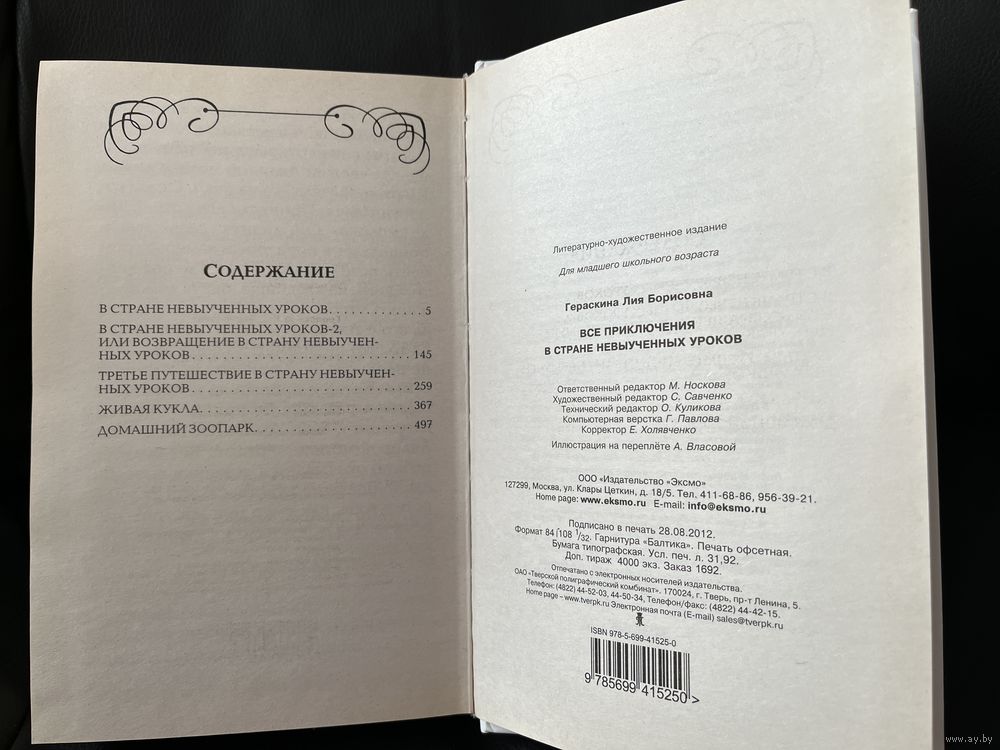 СОДЕРЖАНИЕ
В СТРАНЕ НЕВЫУЧЕННЫХ УРОКОВ. . . . . . . . . . . . . 5
В СТРАНЕ НЕВЫУЧЕННЫХ УРОКОВ-2,
ИЛИ ВОЗВРАЩЕНИЕ В СТРАНУ НЕВЫУЧЕН-
НЫХ УРОКОВ . . . . . . . . . . . . . . . . . . . . . . . . . . . 145
ТРЕТЬЕ ПУТЕШЕСТВИЕ В СТРАНУ НЕВЫУЧЕН-
НЫХ УРОКОВ . . . . . . . . . . . . . . . . . . . . . . . . . . . 259
ЖИВАЯ КУКЛА. . . . . . . . . . . . . . . . . . . . . . . . . . 367
ДОМАШНИЙ ЗООПАРК. . . . . . . . . . . . . . . . . . . . 497
Литературно-художественное издание
Для младшего школьного возраста
Гераскина Лия Борисовна
ВСЕ ПРИКЛЮЧЕНИЯ
В СТРАНЕ НЕВЫУЧЕННЫХ УРОКОВ
Ответственный редактор М. Носкова
Художественный редактор С. Савченко
Технический редактор О. Куликова
Компьютерная верстка Г. Павлова
Корректор Е. Холявченко
Иллюстрация на переплёте А. Власовой
ООО «Издательство «Эксмо»
127299, Москва, ул. Клары Цеткин, д. 18/5. Тел. 411-68-86, 956-39-21.
Home page: www.eksmo.ru E-mail: info@eksmo.ru
Подписано в печать 28.08.2012.
Формат 84⌠108 1/32. Гарнитура «Балтика». Печать офсетная.
Бумага типографская. Усл. печ. л. 31,92.
Доп. тираж 4000 экз. Заказ 1692.
Отпечатано с электронных носителей издательства.
ОАО «Тверской полиграфический комбинат». 170024, г. Тверь, пр-т Ленина, 5.
Телефон: (4822) 44-52-03, 44-50-34, Телефон/факс: (4822) 44-42-15.
Home page – www.tverpk.ru Электронная почта (E-mail) sales@tverpk.ru
ISBN 978-5-699-41525-0
9 785699 415250 >
www.ay.by